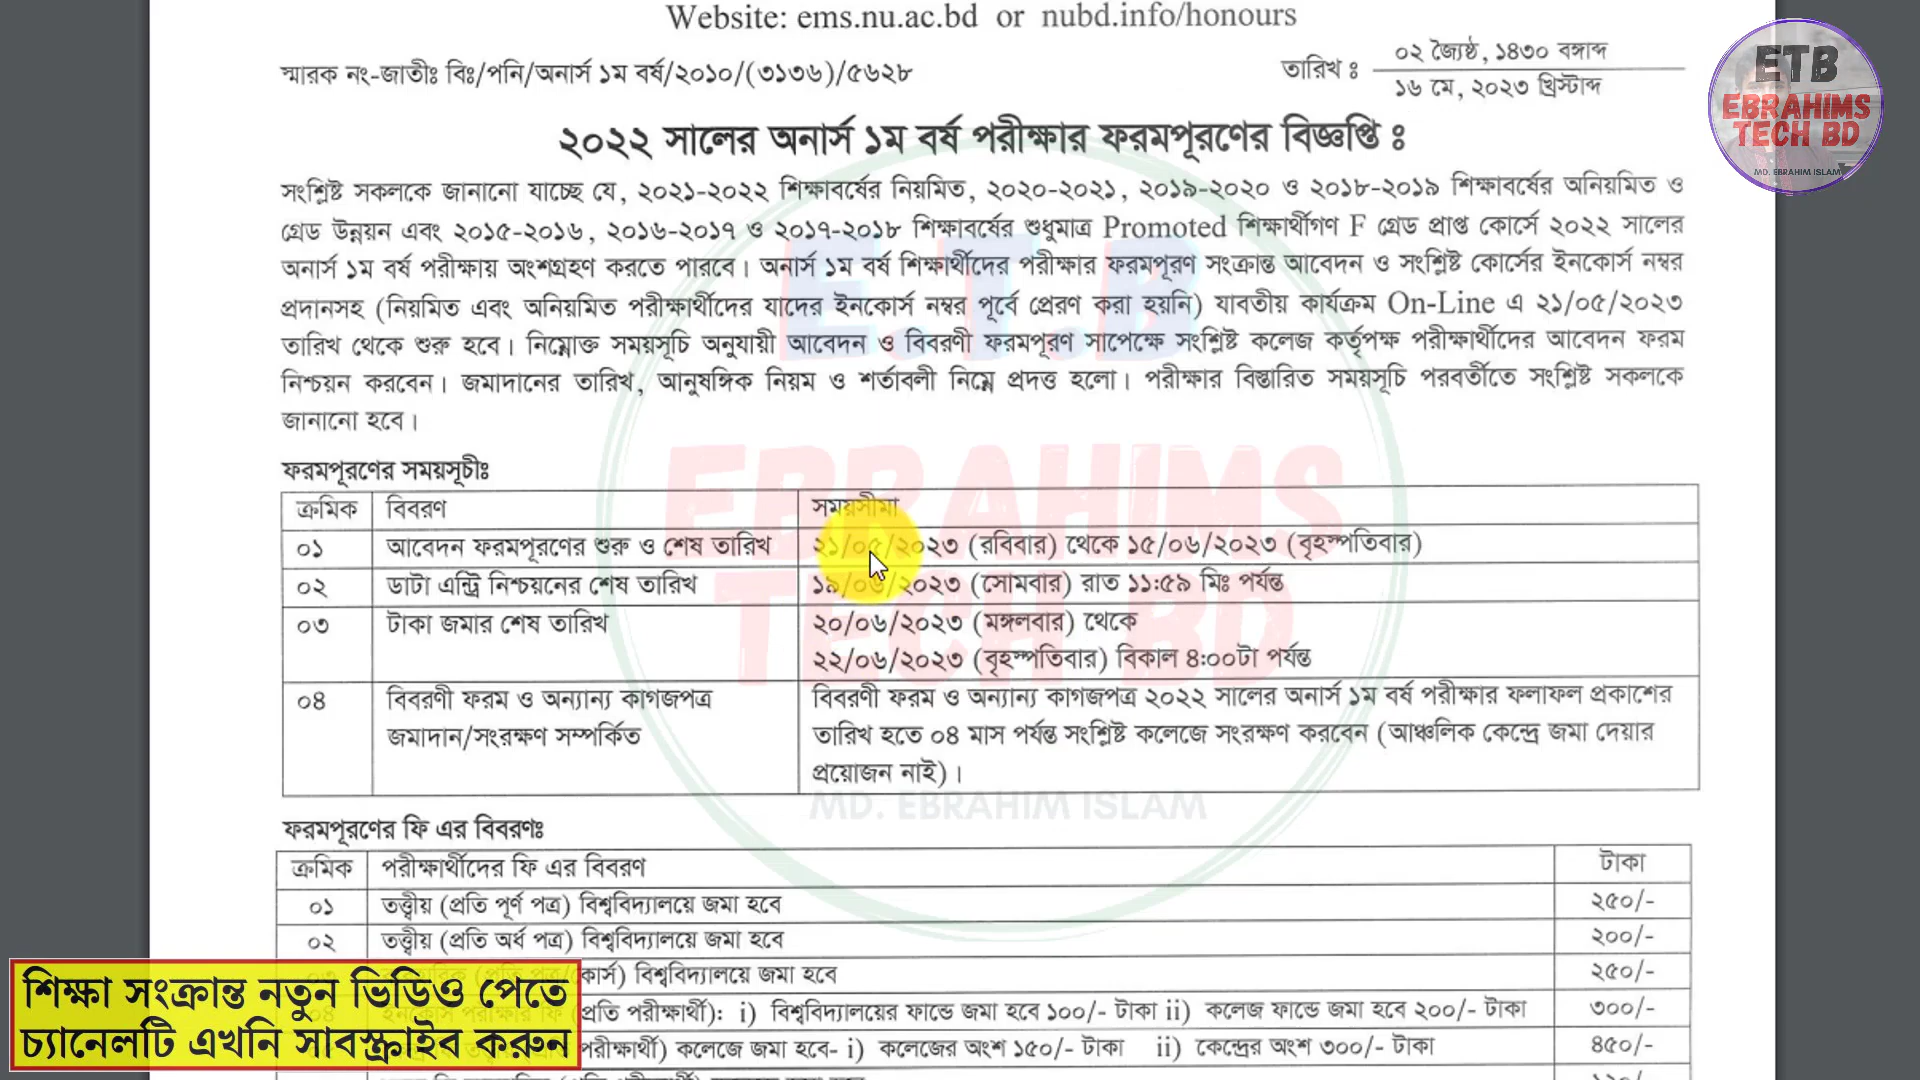 Website: ems.nu.ac.bd or nubd.info/honours
স্মারক নং-জাতীঃ বিঃ/পনি/অনার্স ১ম বর্ষ/২০১০/(৩১৩৬)/৫৬২৮
তারিখ ঃ ০২ জ্যৈষ্ঠ, ১৪৩০ বঙ্গাব্দ
১৬ মে, ২০২৩ খ্রিস্টাব্দ
ETB
EBRAHIMS
TECH BD
MD. EBRAHIM ISLAM
২০২২ সালের অনার্স ১ম বর্ষ পরীক্ষার ফরমপূরণের বিজ্ঞপ্তি ঃ
সংশ্লিষ্ট সকলকে জানানো যাচ্ছে যে, ২০২১-২০২২ শিক্ষাবর্ষের নিয়মিত, ২০২০-২০২১, ২০১৯-২০২০ ও ২০১৮-২০১৯ শিক্ষাবর্ষের অনিয়মিত ও
গ্রেড উন্নয়ন এবং ২০১৫-২০১৬, ২০১৬-২০১৭ ও ২০১৭-২০১৮ শিক্ষাবর্ষের শুধুমাত্র Promoted শিক্ষার্থীগণ F গ্রেড প্রাপ্ত কোর্সে ২০২২ সালের
অনার্স ১ম বর্ষ পরীক্ষায় অংশগ্রহণ করতে পারবে। অনার্স ১ম বর্ষ শিক্ষার্থীদের পরীক্ষার ফরমপূরণ সংক্রান্ত আবেদন ও সংশ্লিষ্ট কোর্সের ইনকোর্স নম্বর
প্রদানসহ (নিয়মিত এবং অনিয়মিত পরীক্ষার্থীদের যাদের ইনকোর্স নম্বর পূর্বে প্রেরণ করা হয়নি) যাবতীয় কার্যক্রম On-Line এ ২১/০৫/২০২৩
তারিখ থেকে শুরু হবে। নিম্নোক্ত সময়সূচি অনুযায়ী আবেদন ও বিবরণী ফরমপূরণ সাপেক্ষে সংশ্লিষ্ট কলেজ কর্তৃপক্ষ পরীক্ষার্থীদের আবেদন ফরম
নিশ্চয়ন করবেন। জমাদানের তারিখ, আনুষঙ্গিক নিয়ম ও শর্তাবলী নিম্নে প্রদত্ত হলো। পরীক্ষার বিস্তারিত সময়সূচি পরবর্তীতে সংশ্লিষ্ট সকলকে
জানানো হবে।
E.T.B
EBRAHIMS
TECH BD
MD. EBRAHIM ISLAM
ফরমপূরণের সময়সূচীঃ
ক্রমিক বিবরণ সময়সীমা
০১ আবেদন ফরমপূরণের শুরু ও শেষ তারিখ ২১/০৫/২০২৩ (রবিবার) থেকে ১৫/০৬/২০২৩ (বৃহস্পতিবার)
০২ ডাটা এন্ট্রি নিশ্চয়নের শেষ তারিখ ১৯/০৬/২০২৩ (সোমবার) রাত ১১:৫৯ মিঃ পর্যন্ত
০৩ টাকা জমার শেষ তারিখ ২০/০৬/২০২৩ (মঙ্গলবার) থেকে
২২/০৬/২০২৩ (বৃহস্পতিবার) বিকাল ৪:০০টা পর্যন্ত
০৪ বিবরণী ফরম ও অন্যান্য কাগজপত্র বিবরণী ফরম ও অন্যান্য কাগজপত্র ২০২২ সালের অনার্স ১ম বর্ষ পরীক্ষার ফলাফল প্রকাশের
জমাদান/সংরক্ষণ সম্পর্কিত তারিখ হতে ০৪ মাস পর্যন্ত সংশ্লিষ্ট কলেজে সংরক্ষণ করবেন (আঞ্চলিক কেন্দ্রে জমা দেয়ার
প্রয়োজন নাই)।
ফরমপূরণের ফি এর বিবরণঃ
ক্রমিক পরীক্ষার্থীদের ফি এর বিবরণ টাকা
০১ তত্ত্বীয় (প্রতি পূর্ণ পত্র) বিশ্ববিদ্যালয়ে জমা হবে ২৫০/-
০২ তত্ত্বীয় (প্রতি অর্ধ পত্র) বিশ্ববিদ্যালয়ে জমা হবে ২০০/-
(প্রতি পত্র/কোর্স) বিশ্ববিদ্যালয়ে জমা হবে ২৫০/-
(প্রতি পরীক্ষার্থী): i) বিশ্ববিদ্যালয়ের ফান্ডে জমা হবে ১০০/- টাকা ii) কলেজ ফান্ডে জমা হবে ২০০/- টাকা ৩০০/-
পরীক্ষার্থী) কলেজে জমা হবে- i) কলেজের অংশ ১৫০/- টাকা ii) কেন্দ্রের অংশ ৩০০/- টাকা ৪৫০/-
শিক্ষা সংক্রান্ত নতুন ভিডিও পেতে
চ্যানেলটি এখনি সাবস্ক্রাইব করুন